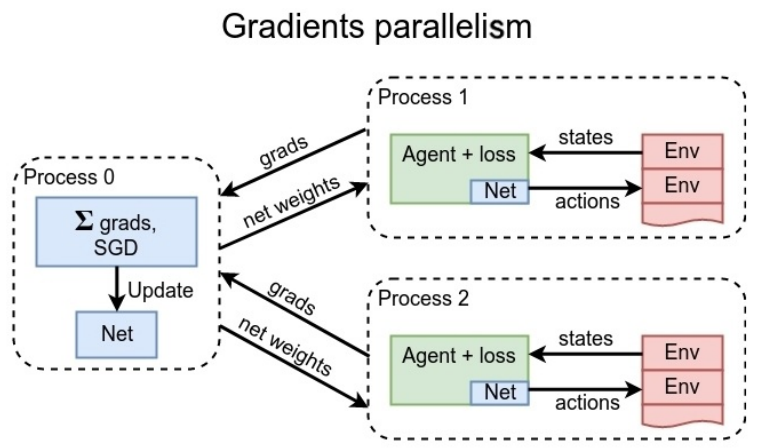 Gradients parallelism
Process 0
Σ grads,
SGD
Update
Net
grads
net weights
grads
net weights
Process 1
Agent + loss
Net
states
actions
Env
Env
Process 2
Agent + loss
Net
states
actions
Env
Env